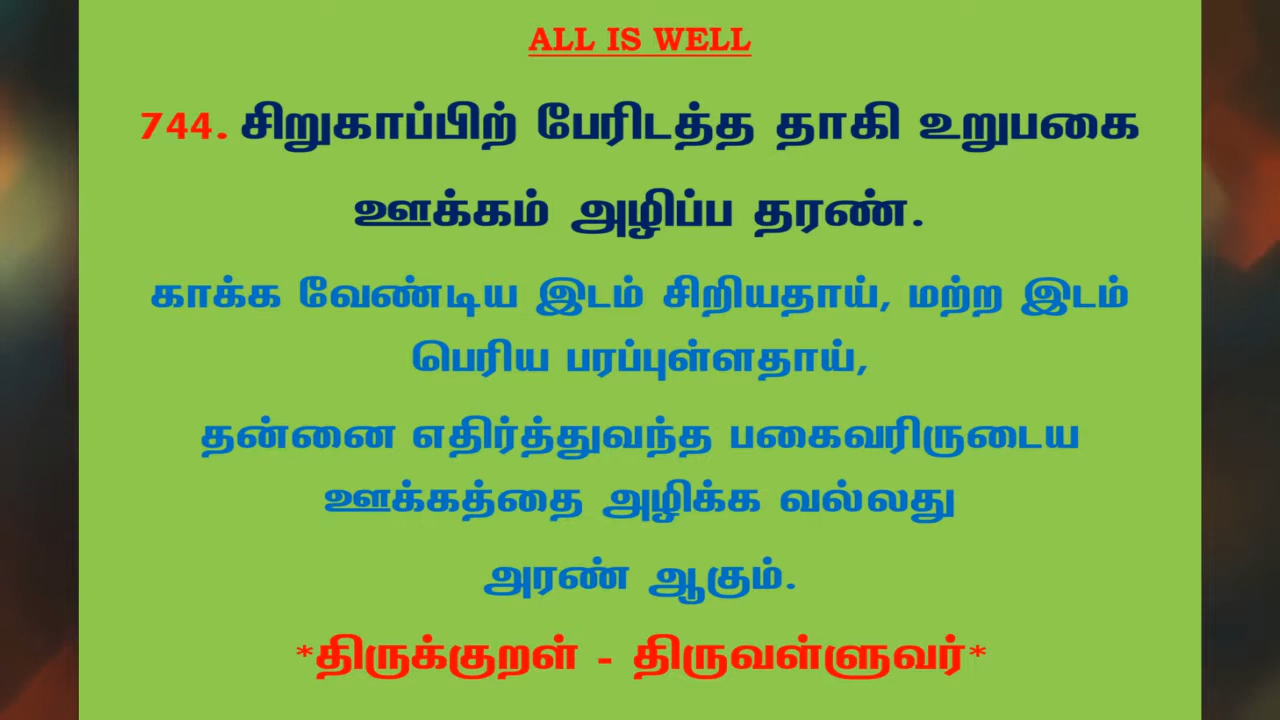 ALL IS WELL
744. சிறுகாப்பிற் பேரிடத்த தாகி உறுபகை
ஊக்கம் அழிப்ப தரண்.
காக்க வேண்டிய இடம் சிறியதாய், மற்ற இடம்
பெரிய பரப்புள்ளதாய்,
தன்னை எதிர்த்துவந்த பகைவரிருடைய
ஊக்கத்தை அழிக்க வல்லது
அரண் ஆகும்.
*திருக்குறள் - திருவள்ளுவர்*